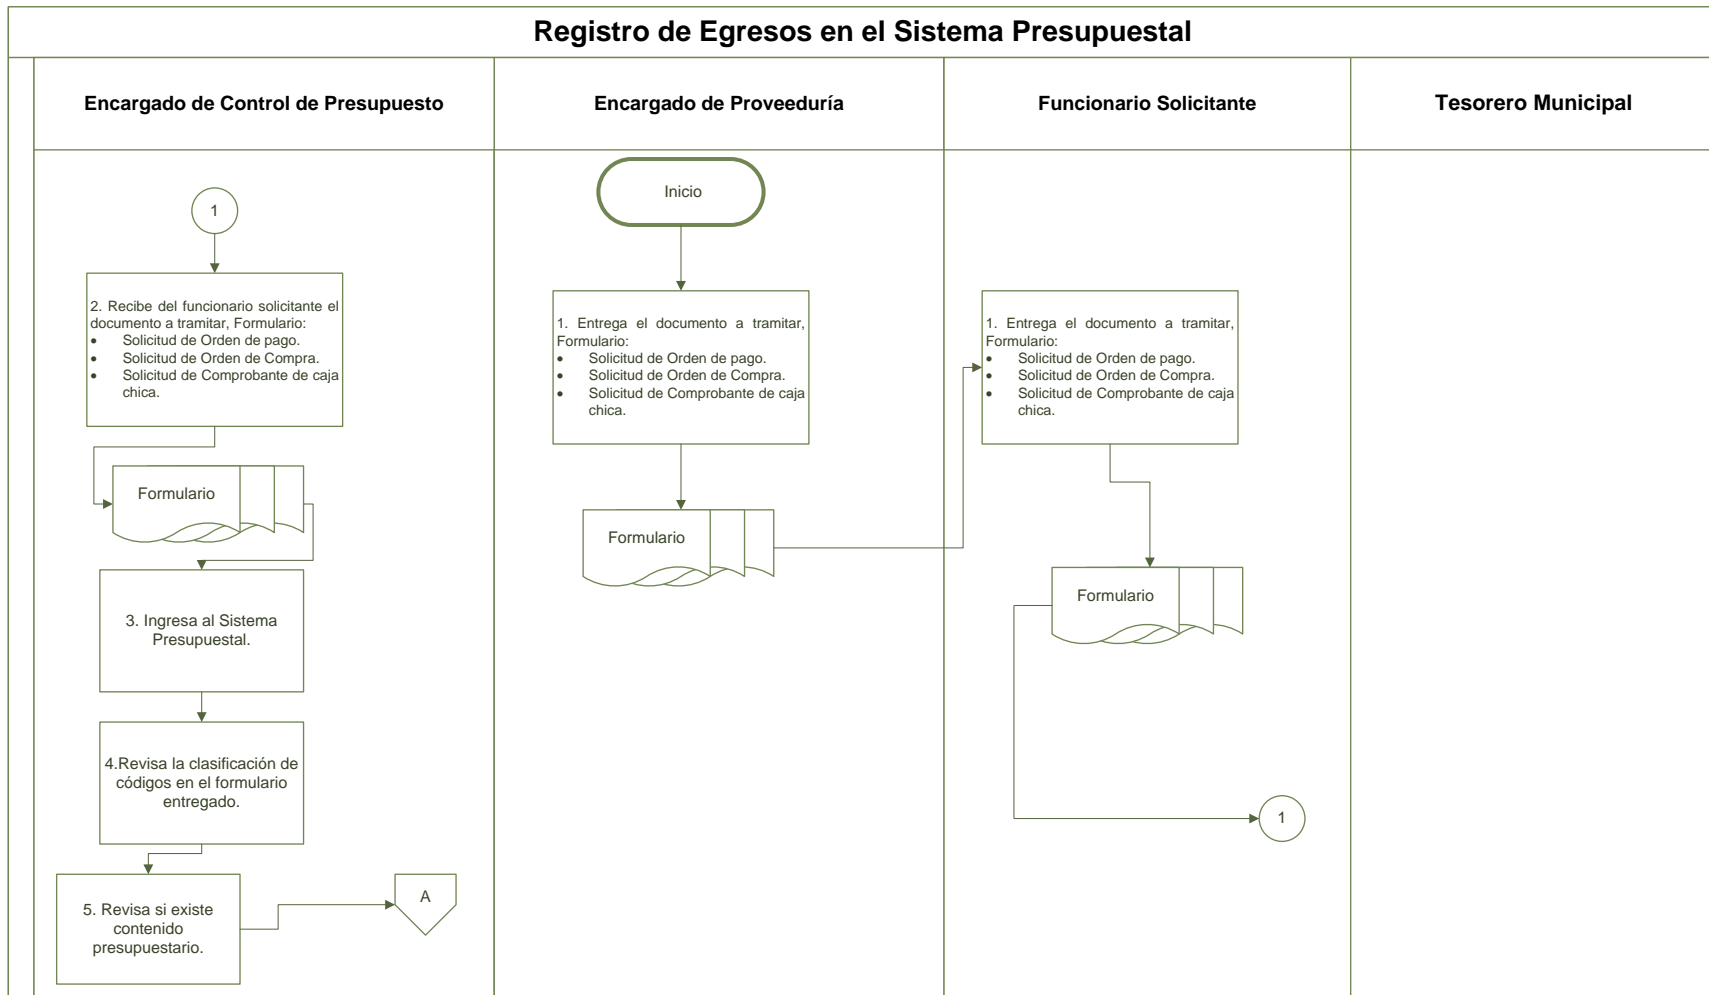 Registro de Egresos en el Sistema Presupuestal
Encargado de Control de Presupuesto
Encargado de Proveeduría
Funcionario Solicitante
Tesorero Municipal
1
2. Recibe del funcionario solicitante el
documento a tramitar, Formulario:
• Solicitud de Orden de pago.
• Solicitud de Orden de Compra.
• Solicitud de Comprobante de caja
chica.
Formulario
3. Ingresa al Sistema
Presupuestal.
4.Revisa la clasificación de
códigos en el formulario
entregado.
5. Revisa si existe
contenido
presupuestario.
A
Inicio
1. Entrega el documento a tramitar,
Formulario:
• Solicitud de Orden de pago.
• Solicitud de Orden de Compra.
• Solicitud de Comprobante de caja
chica.
Formulario
1. Entrega el documento a tramitar,
Formulario:
• Solicitud de Orden de pago.
• Solicitud de Orden de Compra.
• Solicitud de Comprobante de caja
chica.
Formulario
1